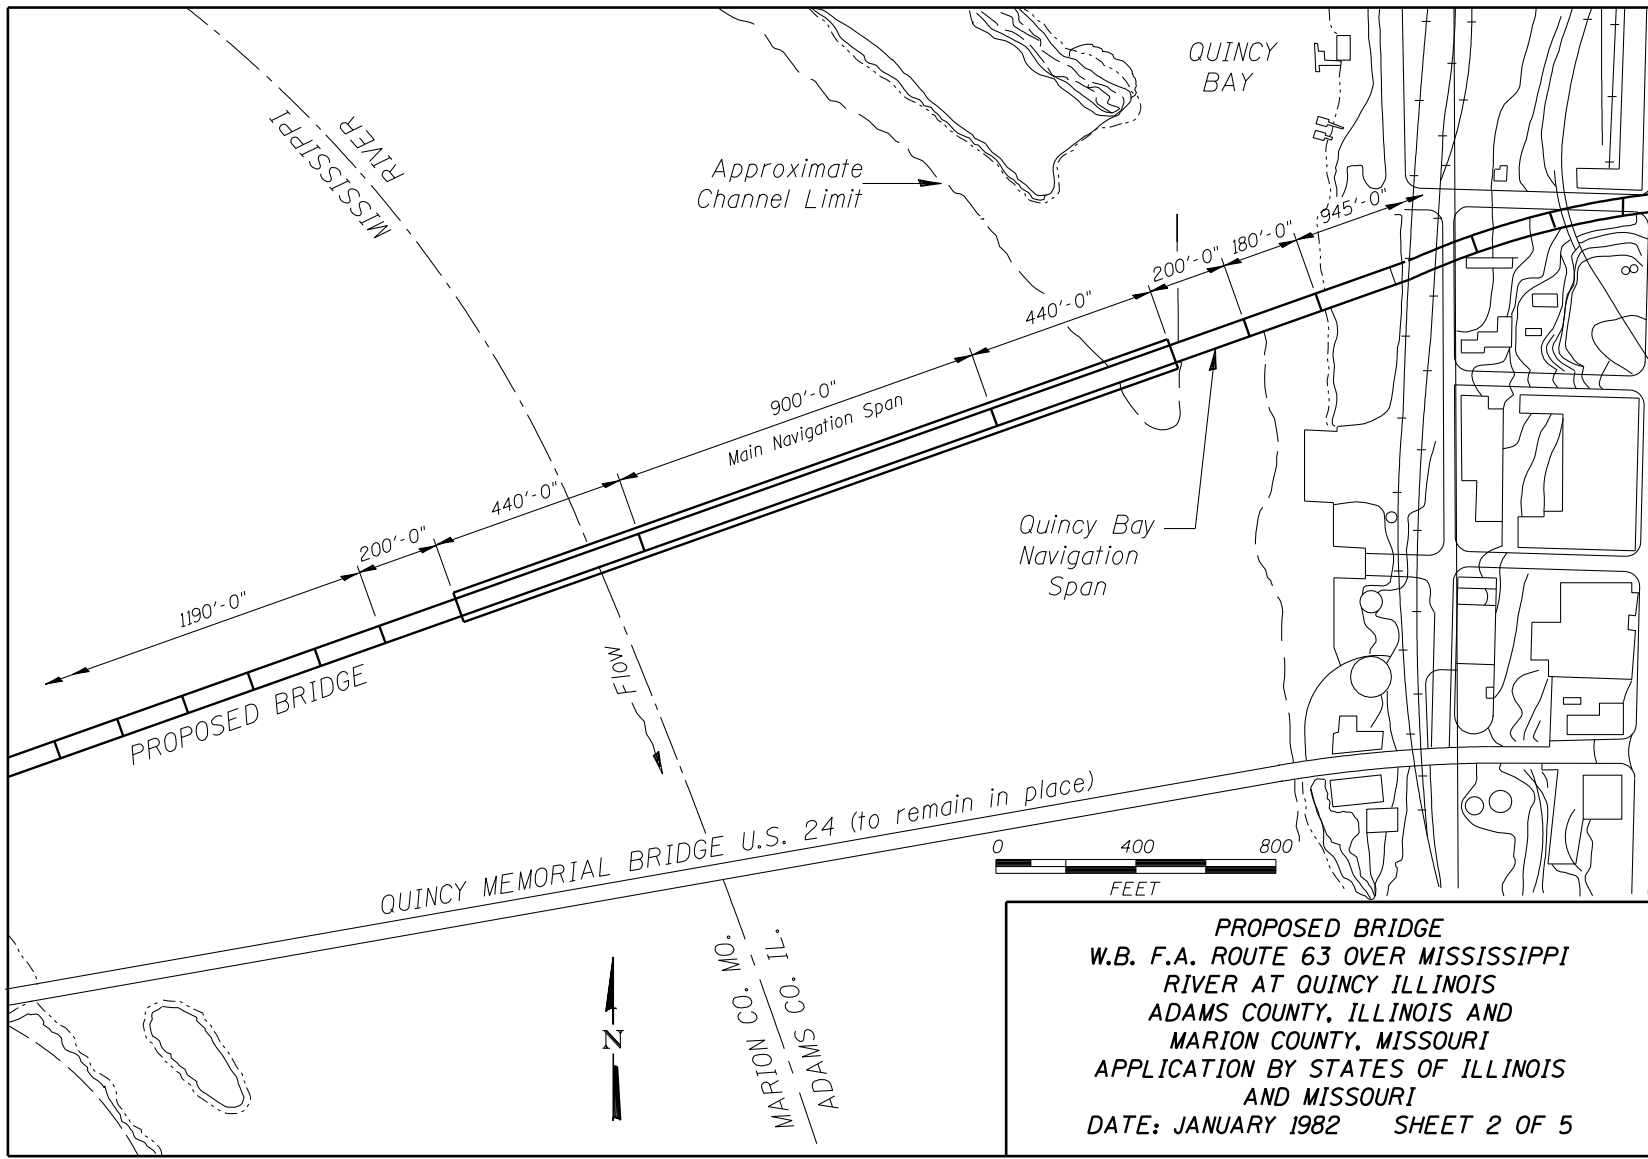 QUINCY
BAY
MISSISSIPPI
RIVER
Approximate
Channel Limit
1190'-0"
200'-0"
440'-0"
900'-0"
Main Navigation Span
440'-0"
200'-0"
180'-0"
945'-0"
Quincy Bay
Navigation
Span
PROPOSED BRIDGE
Flow
QUINCY MEMORIAL BRIDGE U.S. 24 (to remain in place)
0 400 800
FEET
MARION CO. MO.
ADAMS CO. IL.
N
PROPOSED BRIDGE
W.B. F.A. ROUTE 63 OVER MISSISSIPPI
RIVER AT QUINCY ILLINOIS
ADAMS COUNTY, ILLINOIS AND
MARION COUNTY, MISSOURI
APPLICATION BY STATES OF ILLINOIS
AND MISSOURI
DATE: JANUARY 1982 SHEET 2 OF 5